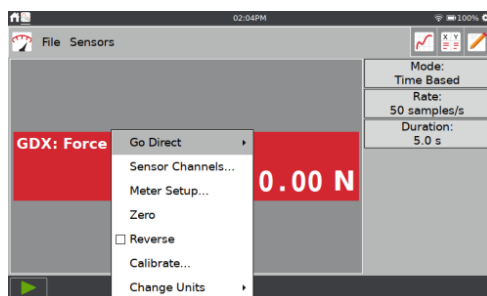 02:04PM
100%
File Sensors
X Y
Mode:
Time Based
Rate:
50 samples/s
Duration:
5.0 s
GDX: Force
0.00 N
Go Direct
Sensor Channels...
Meter Setup...
Zero
Reverse
Calibrate...
Change Units